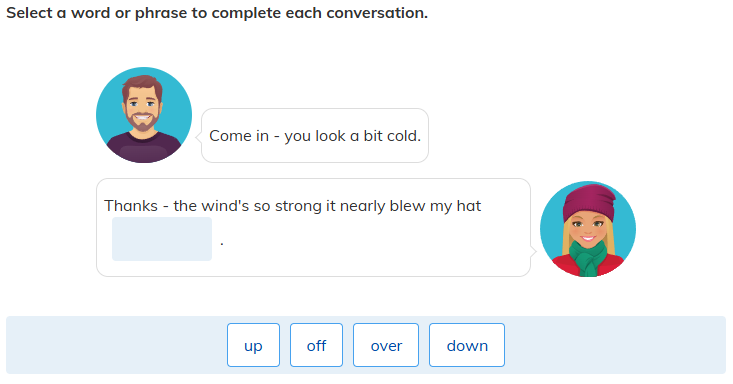 Select a word or phrase to complete each conversation.
Come in - you look a bit cold.
Thanks - the wind's so strong it nearly blew my hat
.
up off over down